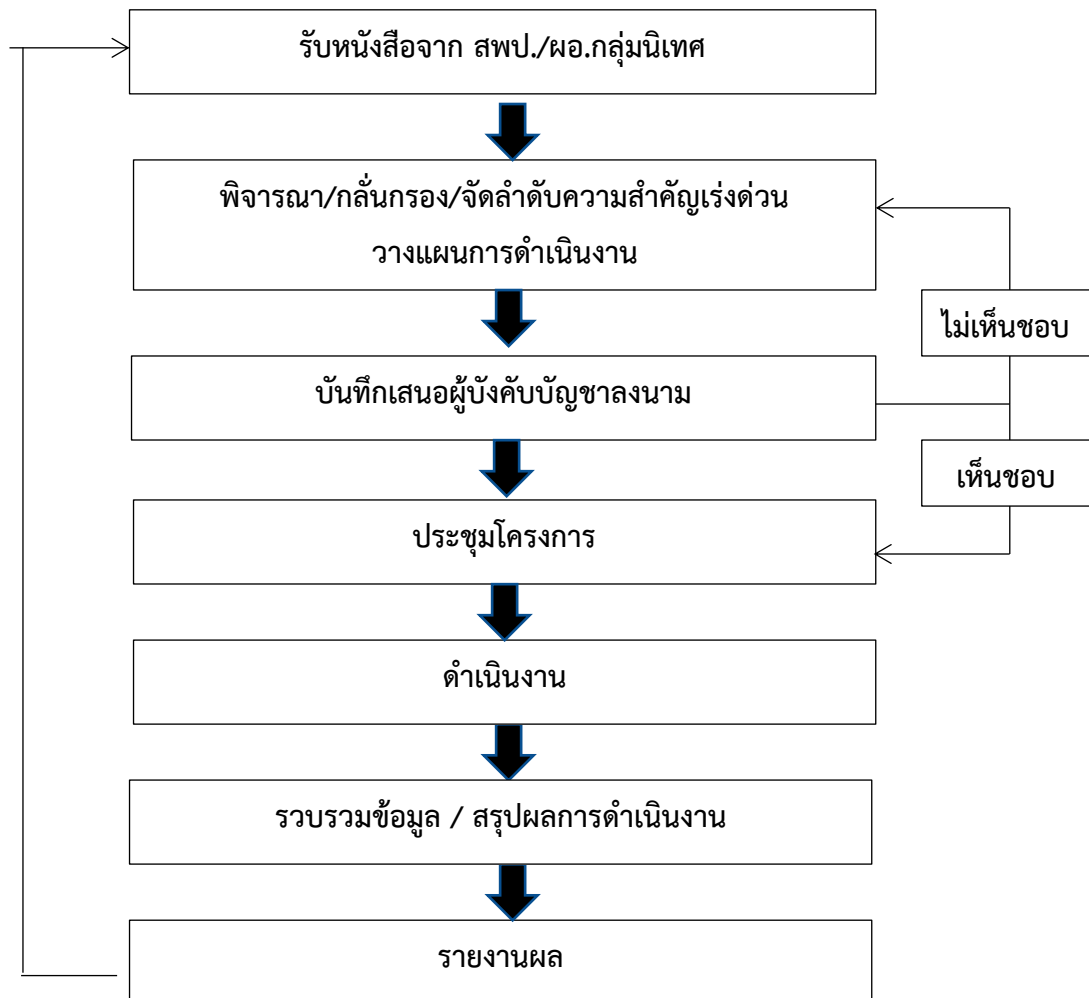 รับหนังสือจาก สพป./ผอ.กลุ่มนิเทศ
พิจารณา/กลั่นกรอง/จัดลำดับความสำคัญเร่งด่วน
วางแผนการดำเนินงาน
ไม่เห็นชอบ
บันทึกเสนอผู้บังคับบัญชาลงนาม
เห็นชอบ
ประชุมโครงการ
ดำเนินงาน
รวบรวมข้อมูล / สรุปผลการดำเนินงาน
รายงานผล